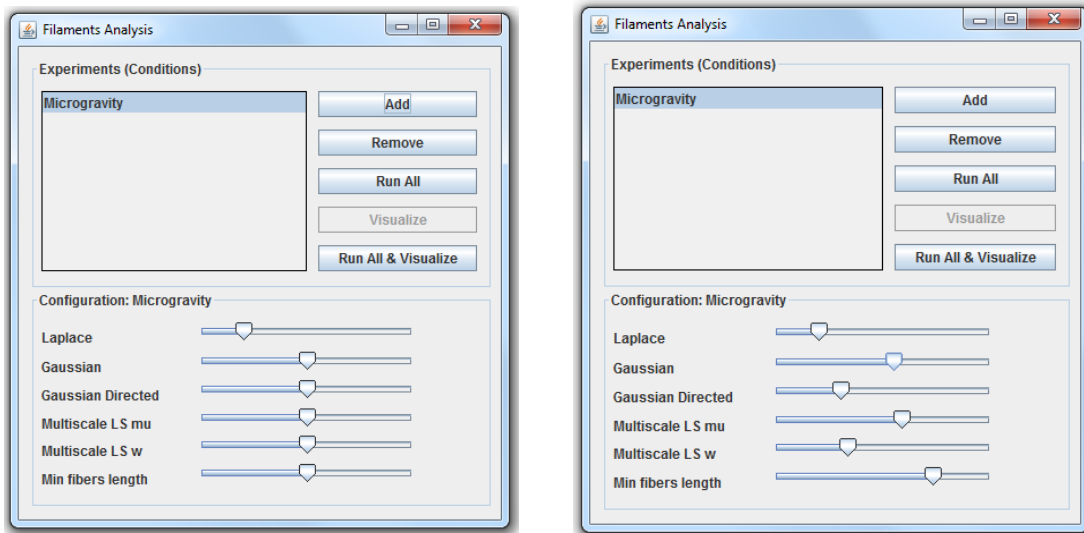 Filaments Analysis
Experiments (Conditions)
Microgravity
Add
Remove
Run All
Visualize
Run All & Visualize
Configuration: Microgravity
Laplace
Gaussian
Gaussian Directed
Multiscale LS mu
Multiscale LS w
Min fibers length
Filaments Analysis
Experiments (Conditions)
Microgravity
Add
Remove
Run All
Visualize
Run All & Visualize
Configuration: Microgravity
Laplace
Gaussian
Gaussian Directed
Multiscale LS mu
Multiscale LS w
Min fibers length